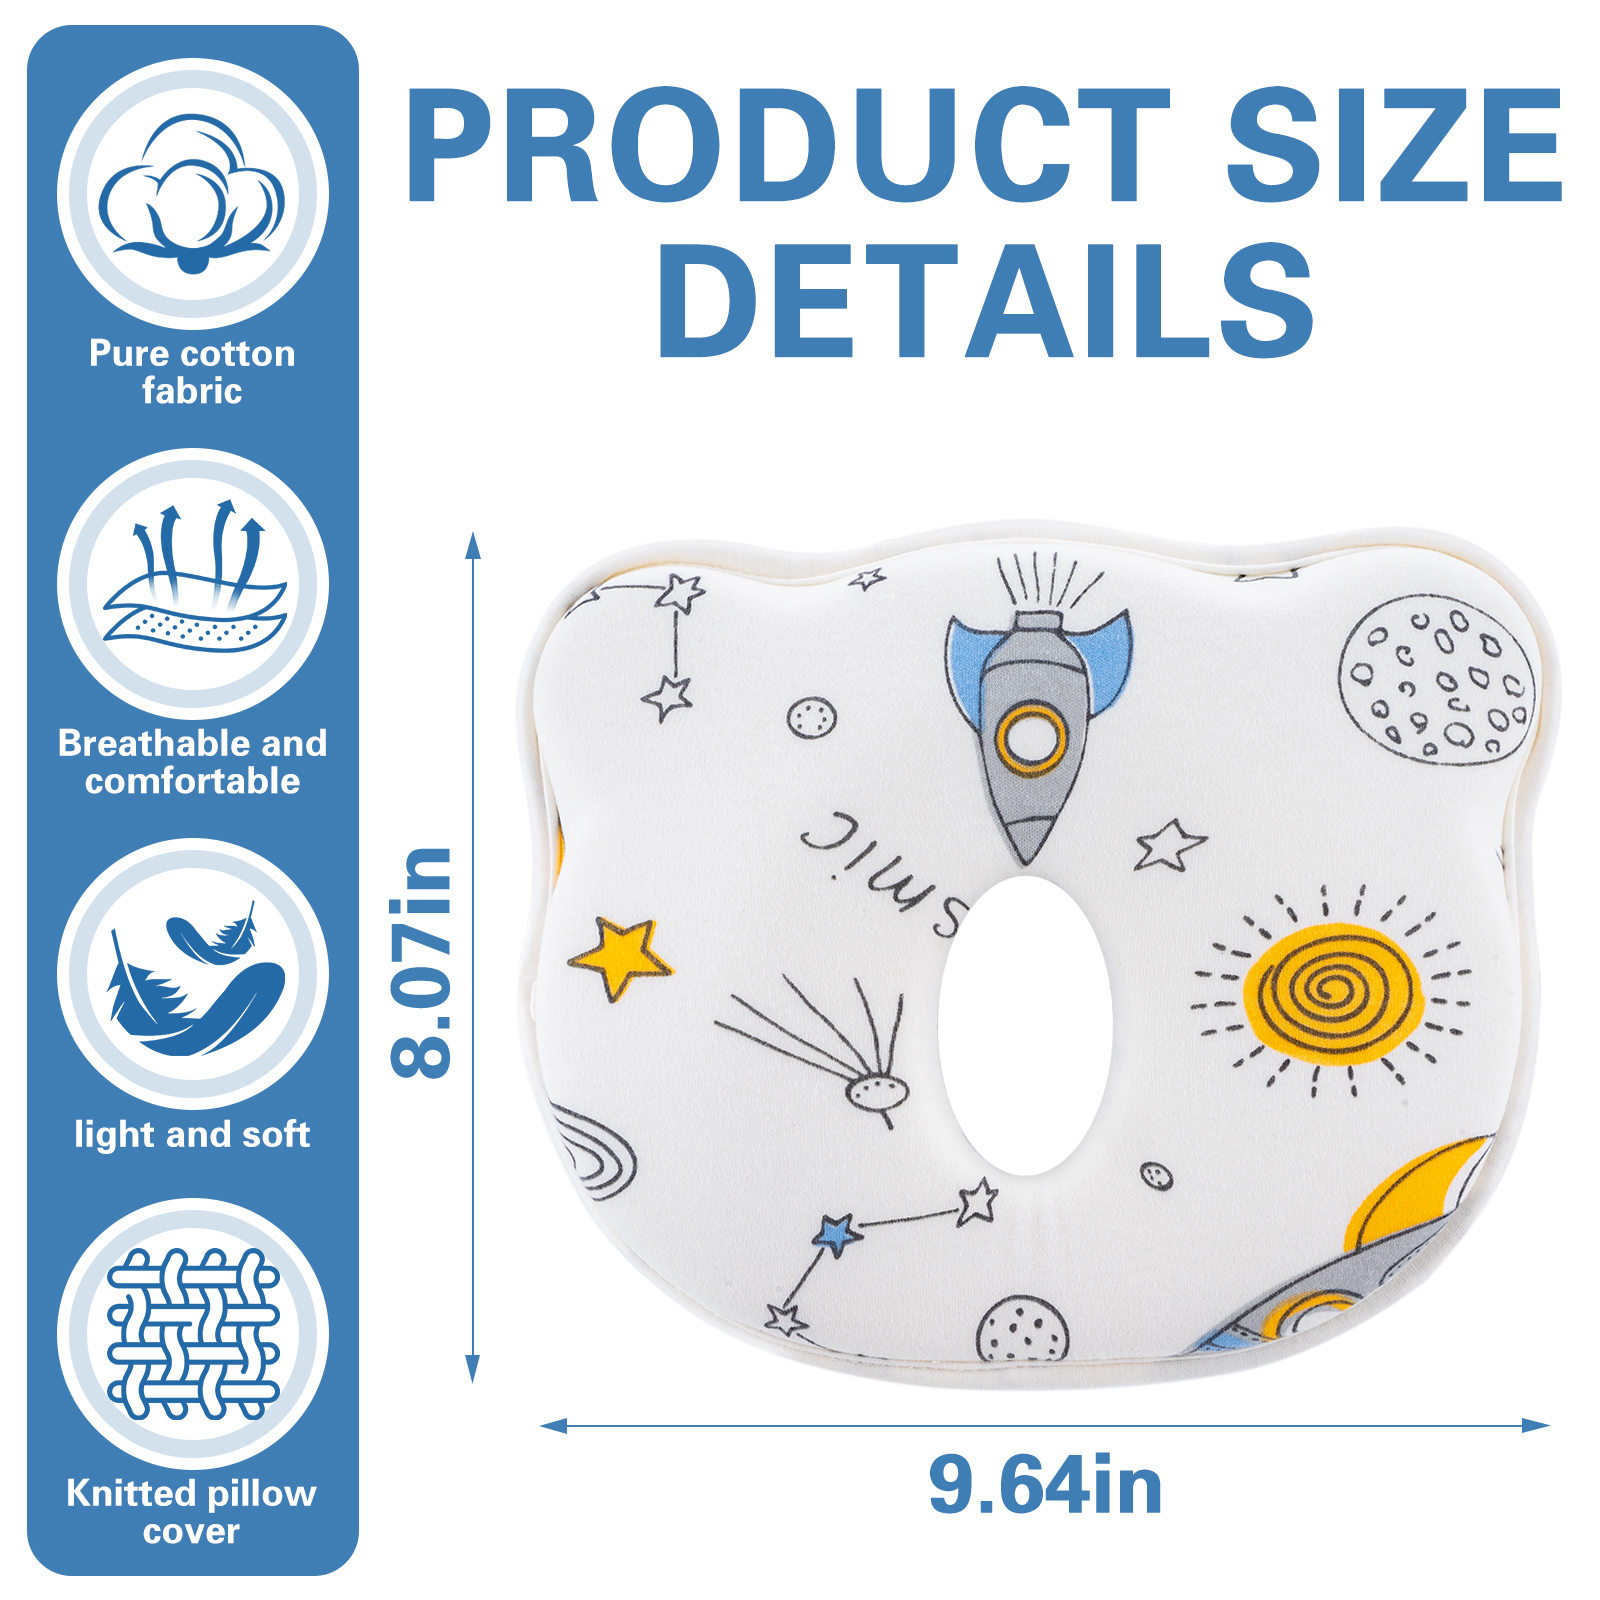 PRODUCT SIZE
DETAILS
Pure cotton
fabric
Breathable and
comfortable
light and soft
Knitted pillow
cover
8.07in
9.64in
smic